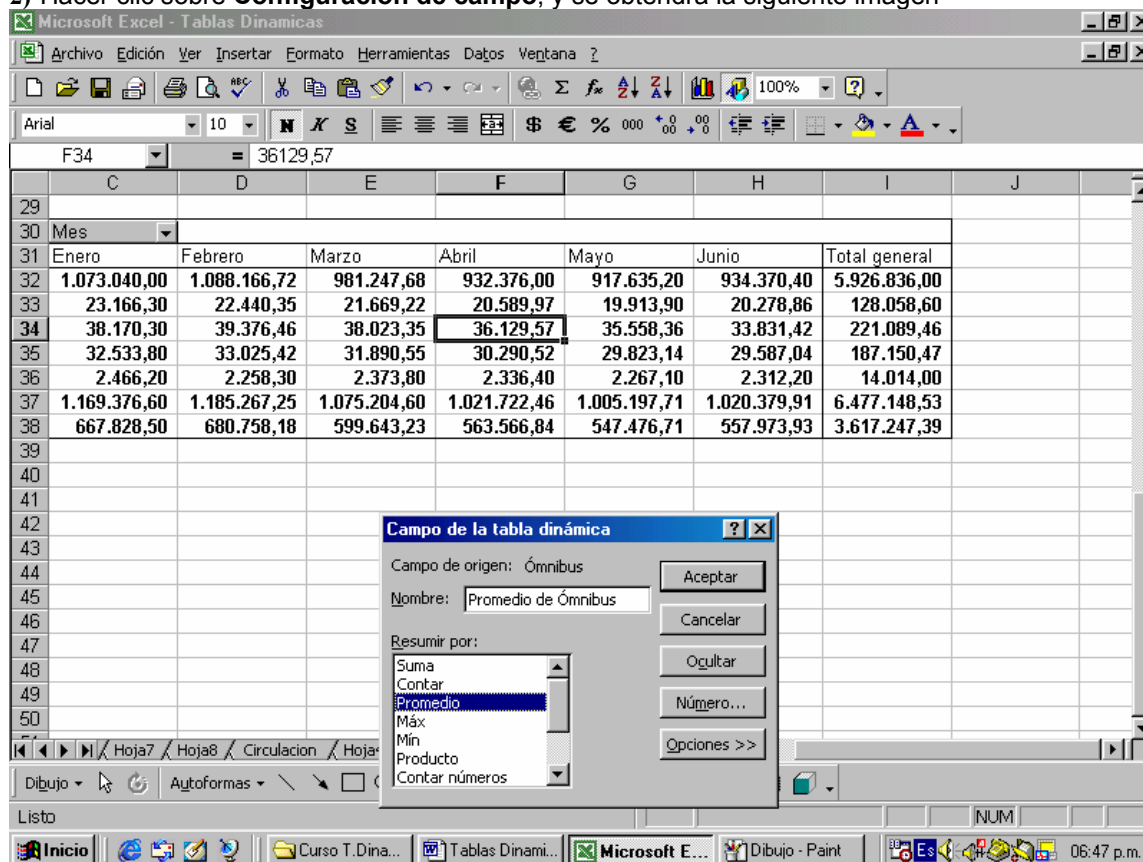 2) Hacer clic sobre Configuración de campo, y se obtendrá la siguiente imagen
Microsoft Excel - Tablas Dinamicas
Archivo Edición Ver Insertar Formato Herramientas Datos Ventana ?
100%
Arial 10 N K S $ € % 000
F34 = 36129,57
C D E F G H I J
29
30 Mes
31 Enero Febrero Marzo Abril Mayo Junio Total general
32 1.073.040,00 1.088.166,72 981.247,68 932.376,00 917.635,20 934.370,40 5.926.836,00
33 23.166,30 22.440,35 21.669,22 20.589,97 19.913,90 20.278,86 128.058,60
34 38.170,30 39.376,46 38.023,35 36.129,57 35.558,36 33.831,42 221.089,46
35 32.533,80 33.025,42 31.890,55 30.290,52 29.823,14 29.587,04 187.150,47
36 2.466,20 2.258,30 2.373,80 2.336,40 2.267,10 2.312,20 14.014,00
37 1.169.376,60 1.185.267,25 1.075.204,60 1.021.722,46 1.005.197,71 1.020.379,91 6.477.148,53
38 667.828,50 680.758,18 599.643,23 563.566,84 547.476,71 557.973,93 3.617.247,39
39
40
41
42
43
44
45
46
47
48
49
50
Campo de la tabla dinámica
Campo de origen: Ómnibus
Aceptar
Nombre: Promedio de Ómnibus
Cancelar
Resumir por:
Ocultar
Suma
Contar
Promedio
Número...
Máx
Mín
Opciones >>
Producto
Contar números
Hoja7 Hoja8 Circulacion
Dibujo Autoformas
Listo NUM
Inicio Curso T.Dina... Tablas Dinami... Microsoft E... Dibujo - Paint Es 06:47 p.m.